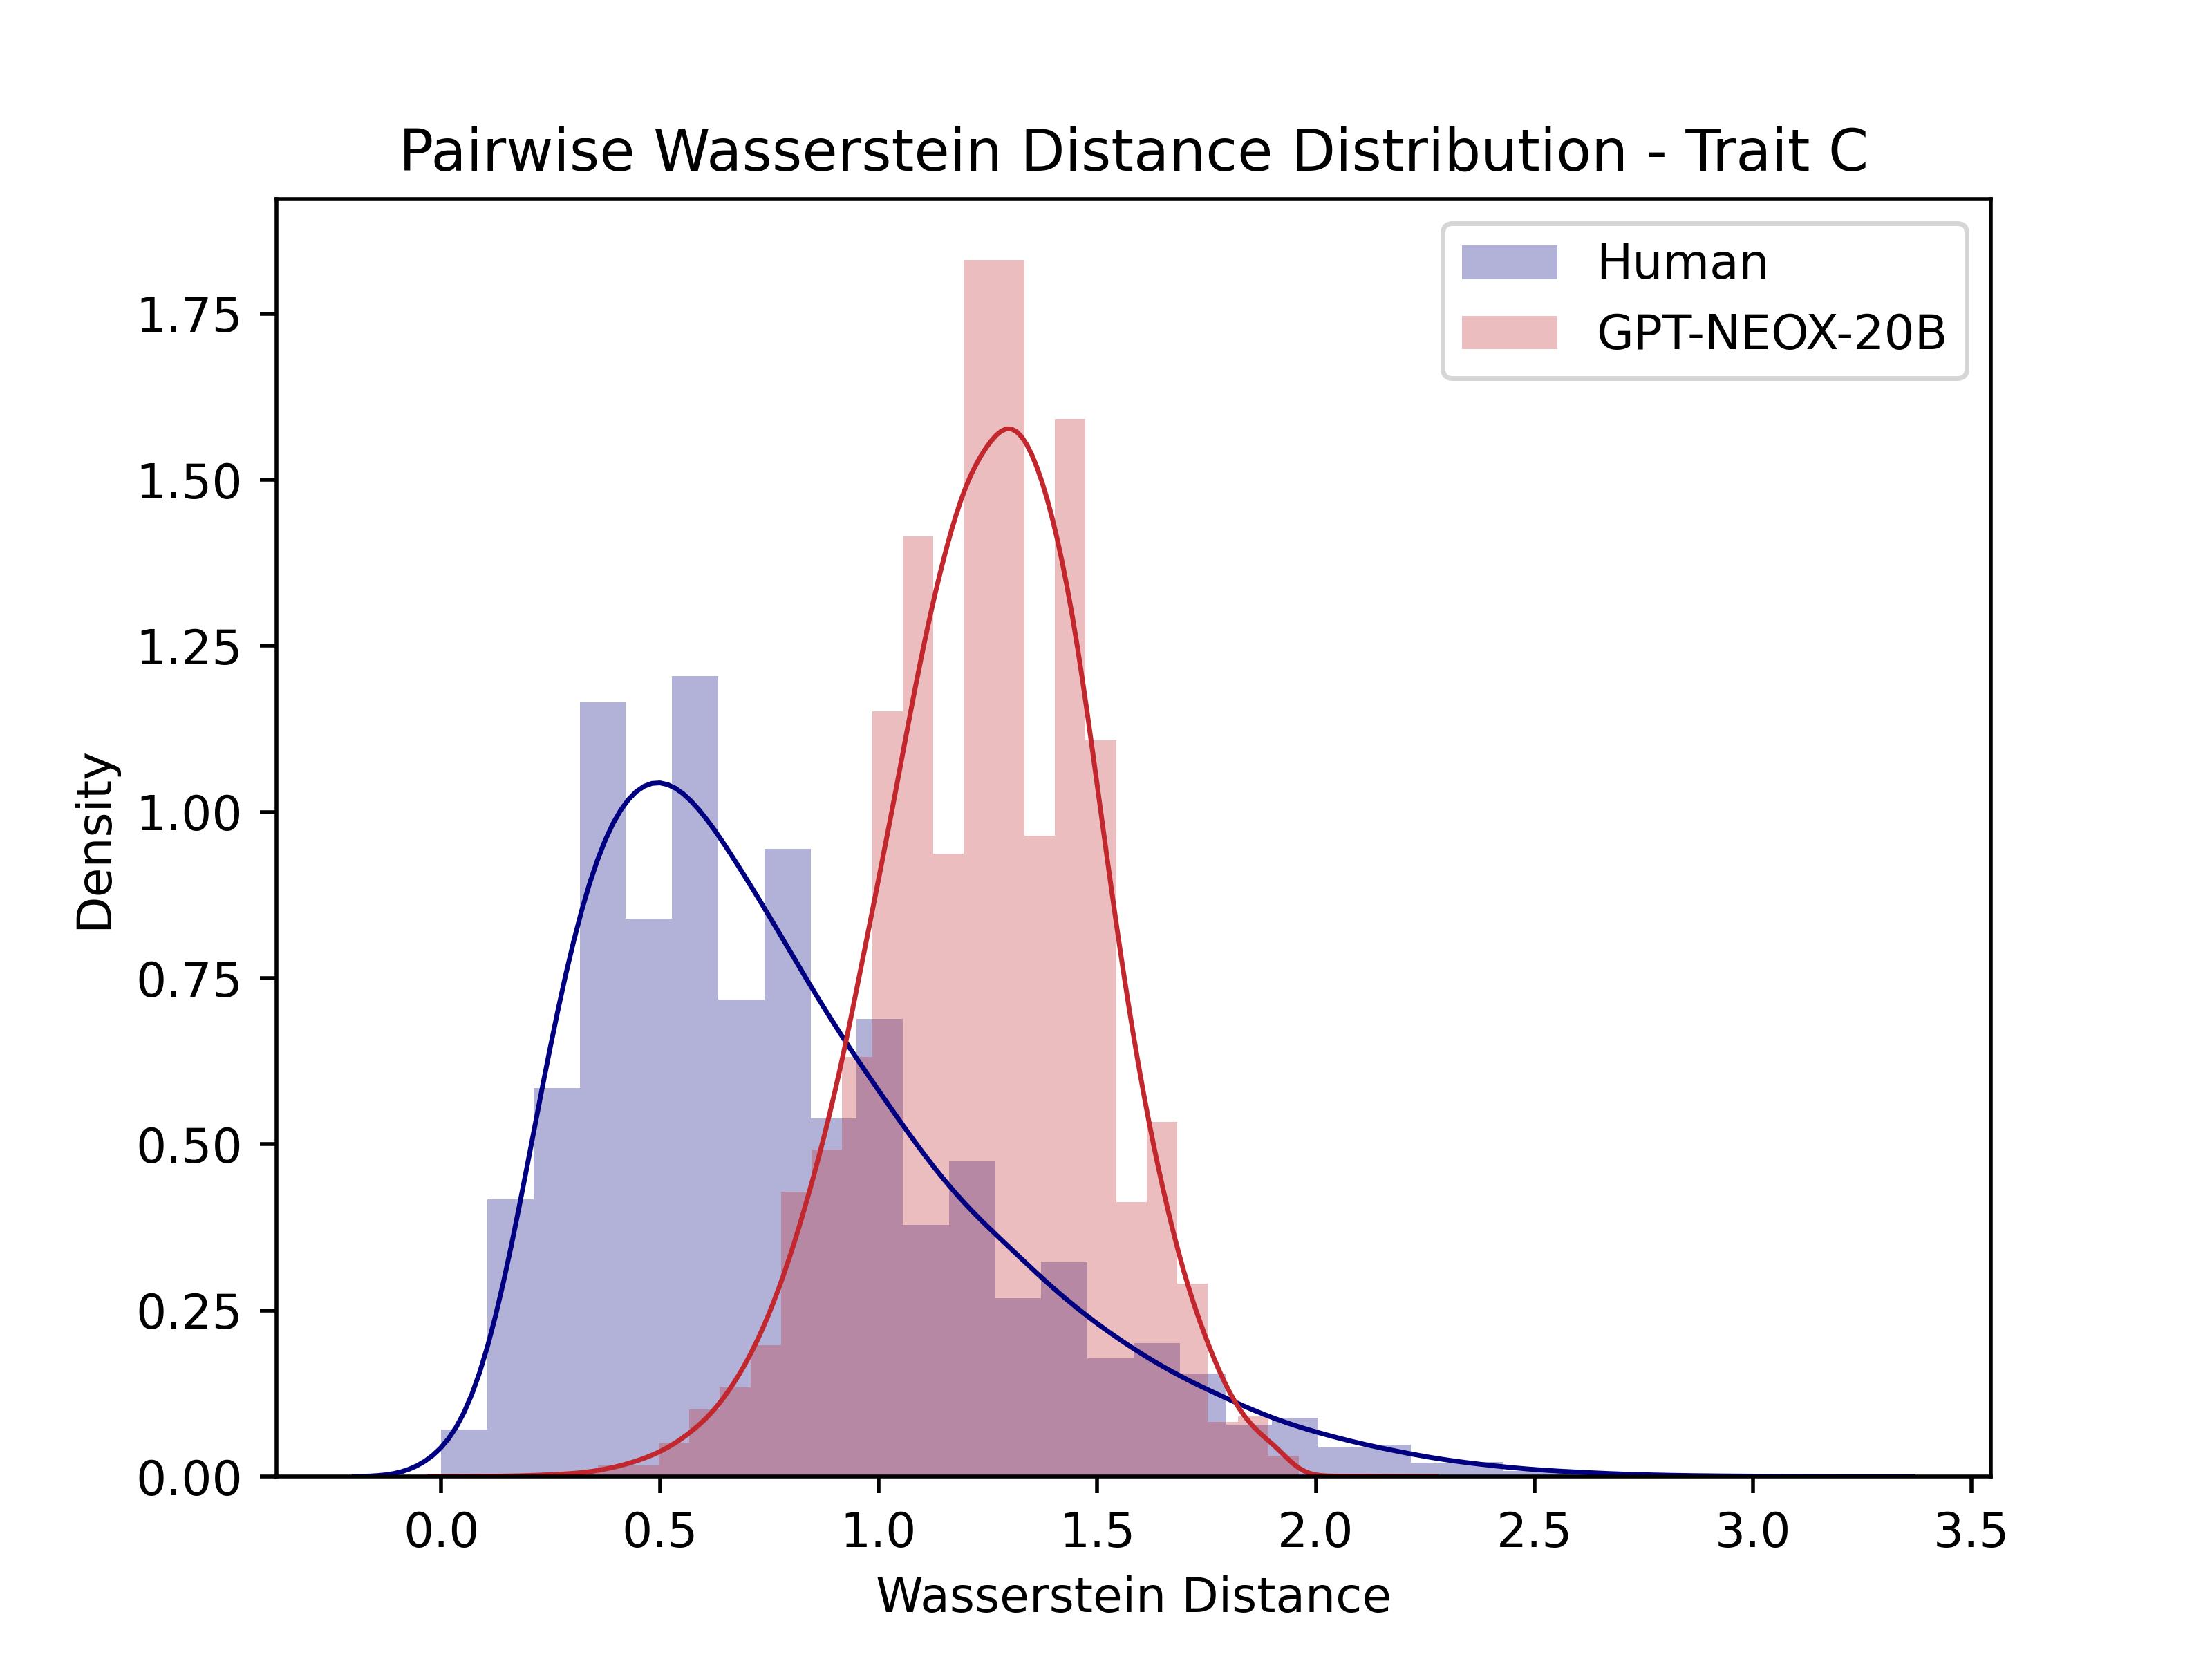 Pairwise Wasserstein Distance Distribution - Trait C
Human
GPT-NEOX-20B
1.75
1.50
1.25
1.00
0.75
0.50
0.25
0.00
Density
0.0 0.5 1.0 1.5 2.0 2.5 3.0 3.5
Wasserstein Distance